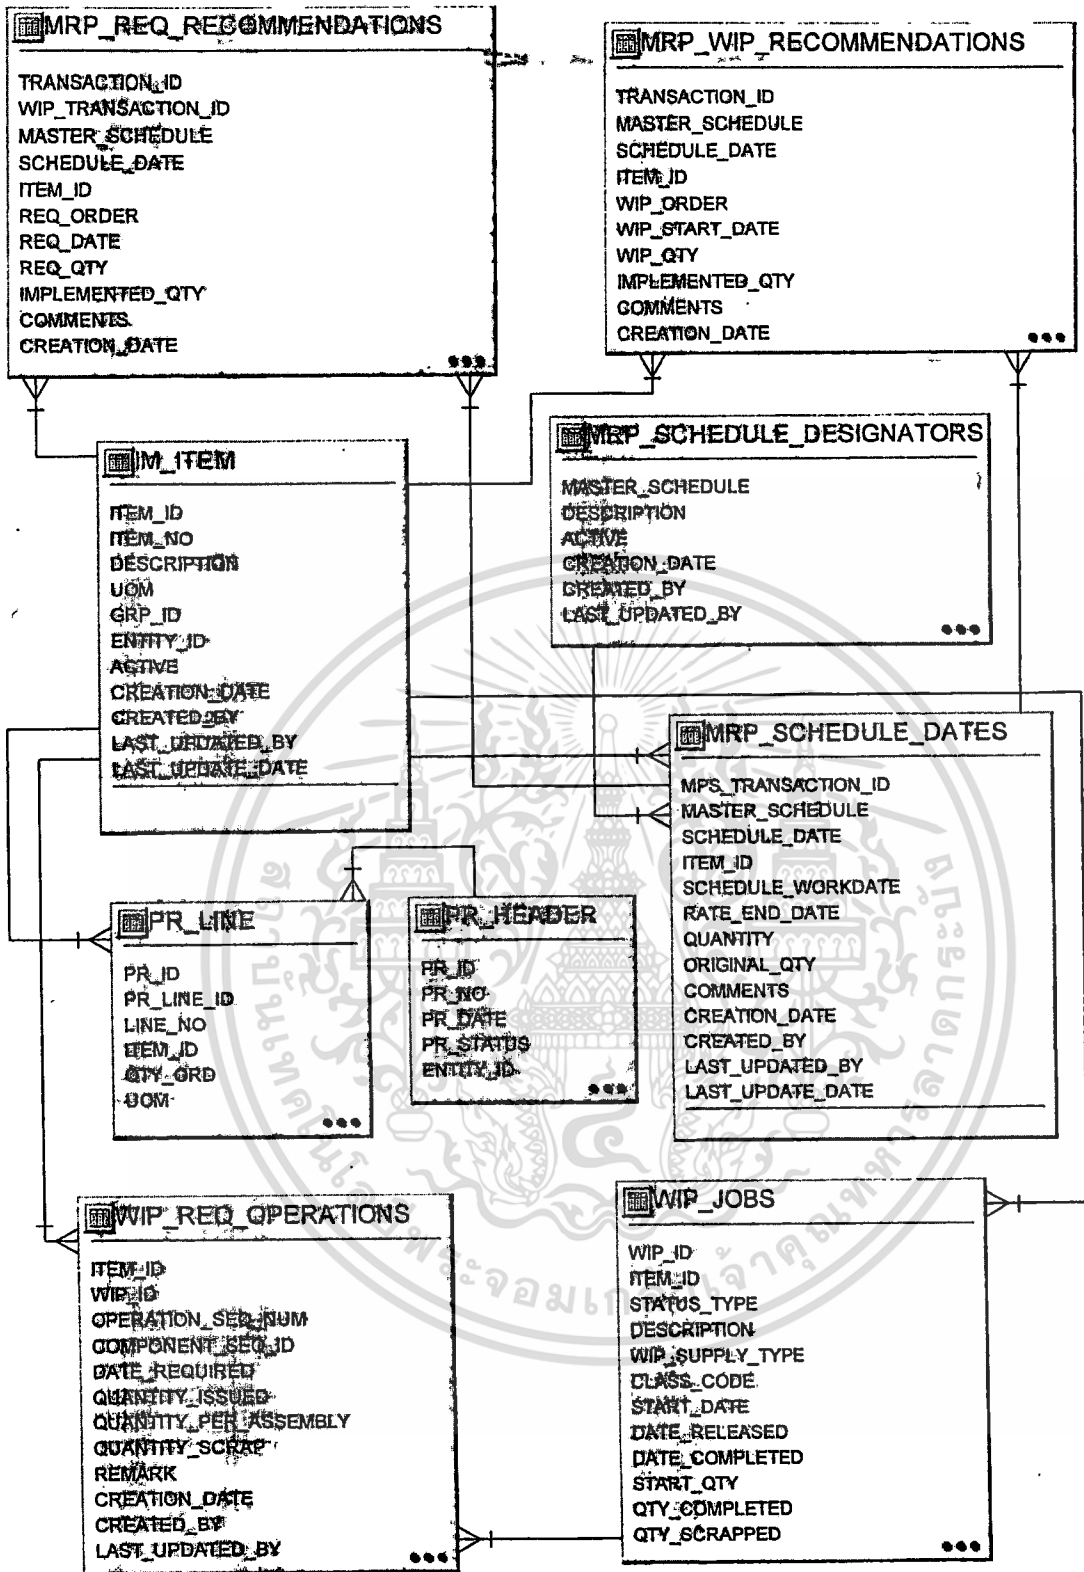 MRP_REQ_RECOMMENDATIONS
TRANSACTION_ID
WIP_TRANSACTION_ID
MASTER_SCHEDULE
SCHEDULE_DATE
ITEM_ID
REQ_ORDER
REQ_DATE
REQ_QTY
IMPLEMENTED_QTY
COMMENTS
CREATION_DATE
MRP_WIP_RECOMMENDATIONS
TRANSACTION_ID
MASTER_SCHEDULE
SCHEDULE_DATE
ITEM_ID
WIP_ORDER
WIP_START_DATE
WIP_QTY
IMPLEMENTED_QTY
COMMENTS
CREATION_DATE
IM_ITEM
ITEM_ID
ITEM_NO
DESCRIPTION
UOM
GRP_ID
ENTITY_ID
ACTIVE
CREATION_DATE
CREATED_BY
LAST_UPDATED_BY
LAST_UPDATE_DATE
MRP_SCHEDULE_DESIGNATORS
MASTER_SCHEDULE
DESCRIPTION
ACTIVE
CREATION_DATE
CREATED_BY
LAST_UPDATED_BY
MRP_SCHEDULE_DATES
MPS_TRANSACTION_ID
MASTER_SCHEDULE
SCHEDULE_DATE
ITEM_ID
SCHEDULE_WORKDATE
RATE_END_DATE
QUANTITY
ORIGINAL_QTY
COMMENTS
CREATION_DATE
CREATED_BY
LAST_UPDATED_BY
LAST_UPDATE_DATE
PR_LINE
PR_ID
PR_LINE_ID
LINE_NO
ITEM_ID
QTY_ORD
UOM
PR_HEADER
PR_ID
PR_NO
PR_DATE
PR_STATUS
ENTITY_ID
WIP_REQ_OPERATIONS
ITEM_ID
WIP_ID
OPERATION_SEQ_NUM
COMPONENT_SEQ_ID
DATE_REQUIRED
QUANTITY_ISSUED
QUANTITY_PER_ASSEMBLY
QUANTITY_SCRAP
REMARK
CREATION_DATE
CREATED_BY
LAST_UPDATED_BY
WIP_JOBS
WIP_ID
ITEM_ID
STATUS_TYPE
DESCRIPTION
WIP_SUPPLY_TYPE
CLASS_CODE
START_DATE
DATE_RELEASED
DATE_COMPLETED
START_QTY
QTY_COMPLETED
QTY_SCRAPPED